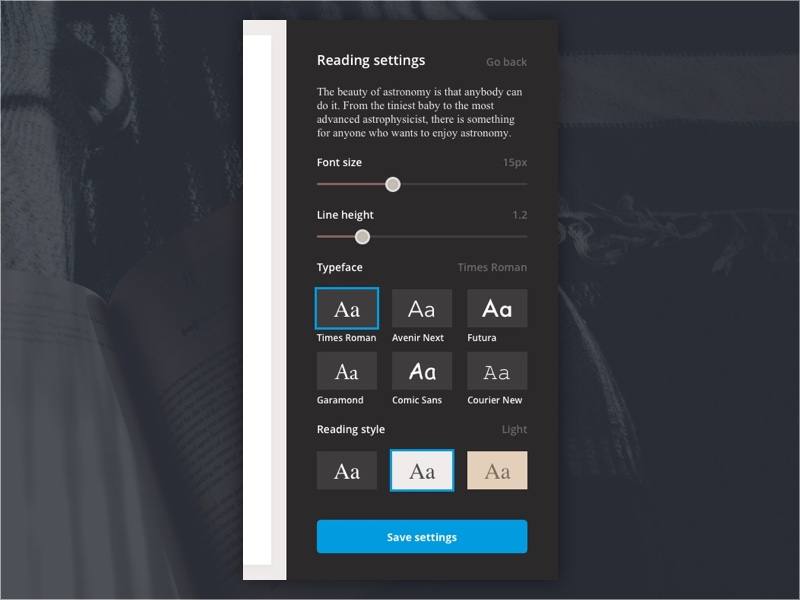 Reading settings
Go back
The beauty of astronomy is that anybody can
do it. From the tiniest baby to the most
advanced astrophysicist, there is something
for anyone who wants to enjoy astronomy.
Font size
15px
Line height
1.2
Typeface
Times Roman
Aa
Aa
Aa
Times Roman
Avenir Next
Futura
Aa
Aa
Aa
Garamond
Comic Sans
Courier New
Reading style
Light
Aa
Aa
Aa
Save settings